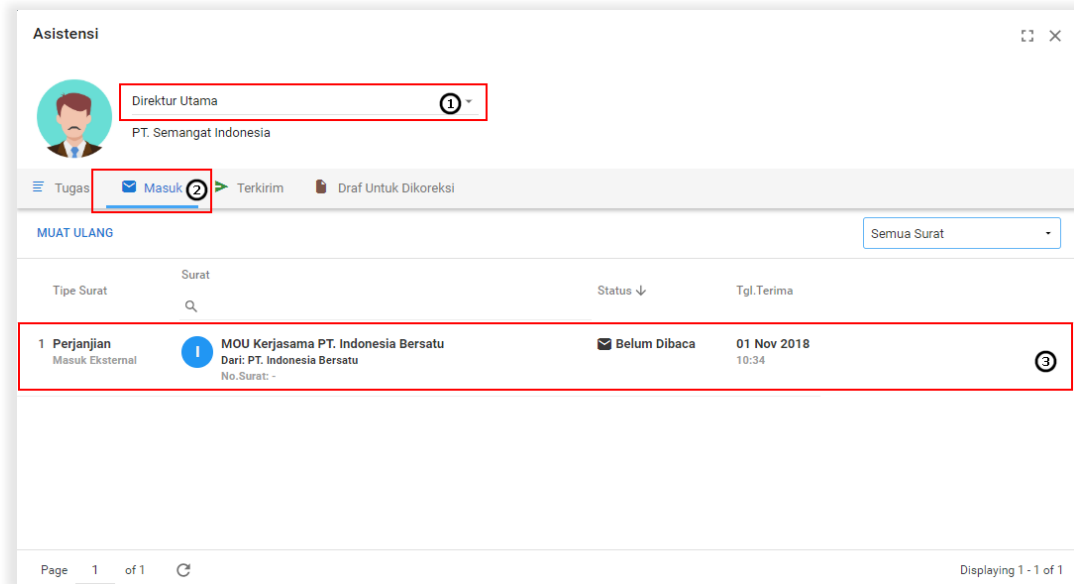 Asistensi
Direktur Utama 1
PT. Semangat Indonesia
Tugas Masuk 2 Terkirim Draf Untuk Dikoreksi
MUAT ULANG Semua Surat
Tipe Surat Surat Status Tgl.Terima
1 Perjanjian I MOU Kerjasama PT. Indonesia Bersatu Belum Dibaca 01 Nov 2018
Masuk Eksternal Dari: PT. Indonesia Bersatu 10:34 3
No.Surat: -
Page 1 of 1 Displaying 1 - 1 of 1